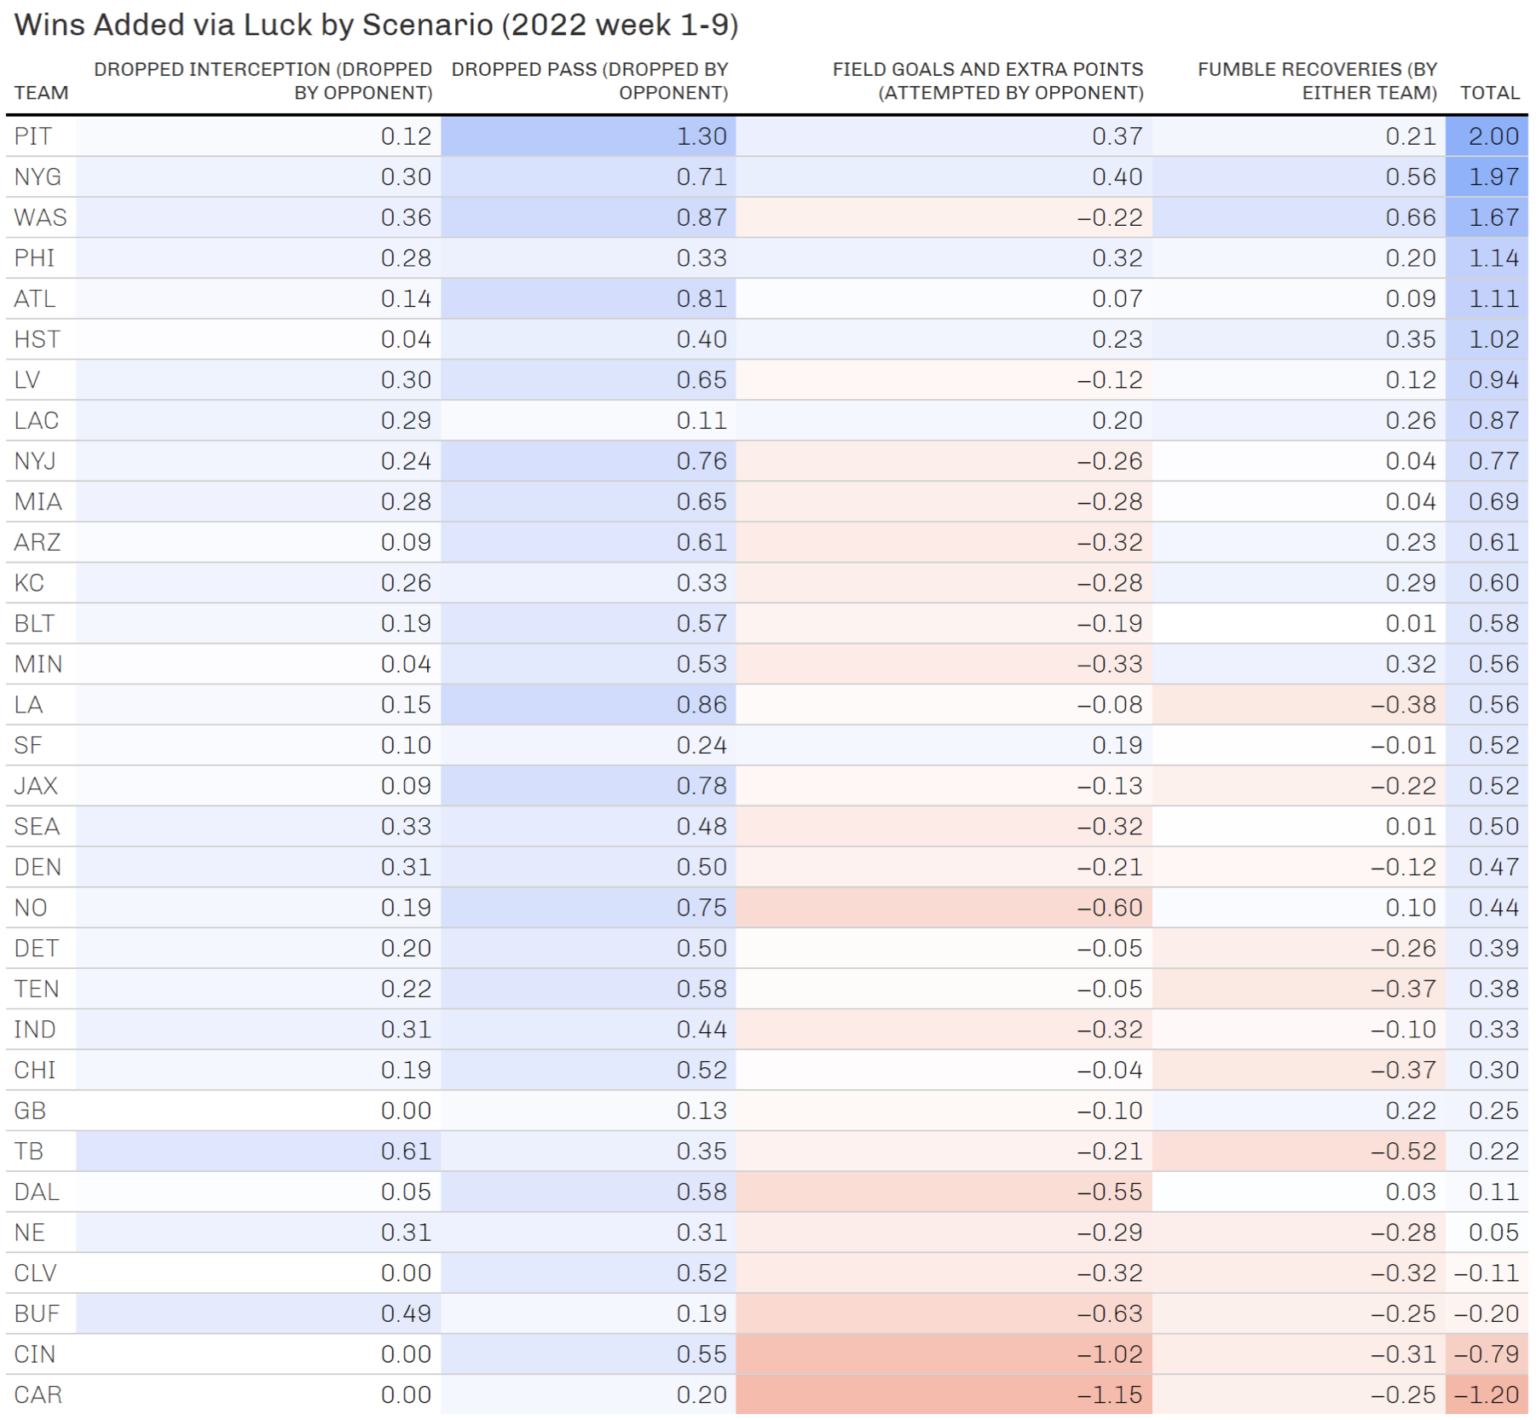 Wins Added via Luck by Scenario (2022 week 1-9)
TEAM DROPPED INTERCEPTION (DROPPED BY OPPONENT) DROPPED PASS (DROPPED BY OPPONENT) FIELD GOALS AND EXTRA POINTS (ATTEMPTED BY OPPONENT) FUMBLE RECOVERIES (BY EITHER TEAM) TOTAL
PIT 0.12 1.30 0.37 0.21 2.00
NYG 0.30 0.71 0.40 0.56 1.97
WAS 0.36 0.87 −0.22 0.66 1.67
PHI 0.28 0.33 0.32 0.20 1.14
ATL 0.14 0.81 0.07 0.09 1.11
HST 0.04 0.40 0.23 0.35 1.02
LV 0.30 0.65 −0.12 0.12 0.94
LAC 0.29 0.11 0.20 0.26 0.87
NYJ 0.24 0.76 −0.26 0.04 0.77
MIA 0.28 0.65 −0.28 0.04 0.69
ARZ 0.09 0.61 −0.32 0.23 0.61
KC 0.26 0.33 −0.28 0.29 0.60
BLT 0.19 0.57 −0.19 0.01 0.58
MIN 0.04 0.53 −0.33 0.32 0.56
LA 0.15 0.86 −0.08 −0.38 0.56
SF 0.10 0.24 0.19 −0.01 0.52
JAX 0.09 0.78 −0.13 −0.22 0.52
SEA 0.33 0.48 −0.32 0.01 0.50
DEN 0.31 0.50 −0.21 −0.12 0.47
NO 0.19 0.75 −0.60 0.10 0.44
DET 0.20 0.50 −0.05 −0.26 0.39
TEN 0.22 0.58 −0.05 −0.37 0.38
IND 0.31 0.44 −0.32 −0.10 0.33
CHI 0.19 0.52 −0.04 −0.37 0.30
GB 0.00 0.13 −0.10 0.22 0.25
TB 0.61 0.35 −0.21 −0.52 0.22
DAL 0.05 0.58 −0.55 0.03 0.11
NE 0.31 0.31 −0.29 −0.28 0.05
CLV 0.00 0.52 −0.32 −0.32 −0.11
BUF 0.49 0.19 −0.63 −0.25 −0.20
CIN 0.00 0.55 −1.02 −0.31 −0.79
CAR 0.00 0.20 −1.15 −0.25 −1.20